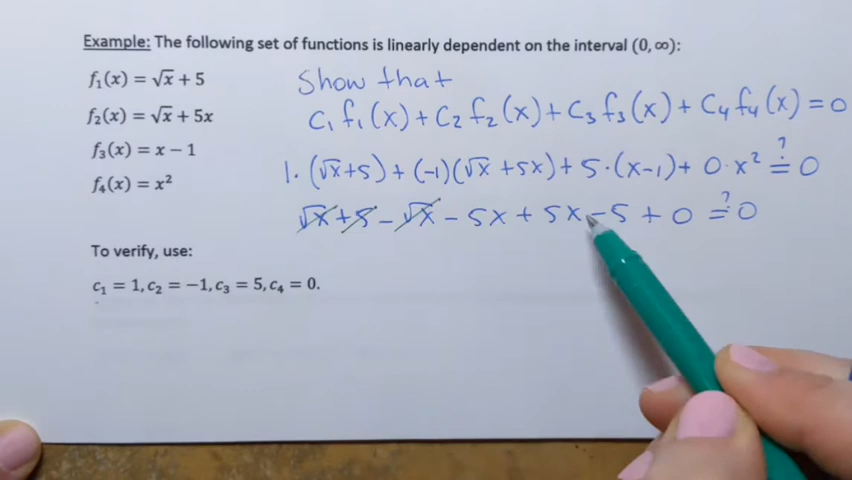 Example: The following set of functions is linearly dependent on the interval (0, ∞):
f₁(x) = √x + 5
f₂(x) = √x + 5x
f₃(x) = x − 1
f₄(x) = x²
Show that
C₁ f₁(x) + C₂ f₂(x) + C₃ f₃(x) + C₄ f₄(x) = 0
1·(√x+5) + (-1)(√x +5x) + 5·(x-1) + 0·x² ≟ 0
√x + 5 - √x - 5x + 5x - 5 + 0 ≟ 0
To verify, use:
c₁ = 1, c₂ = −1, c₃ = 5, c₄ = 0.